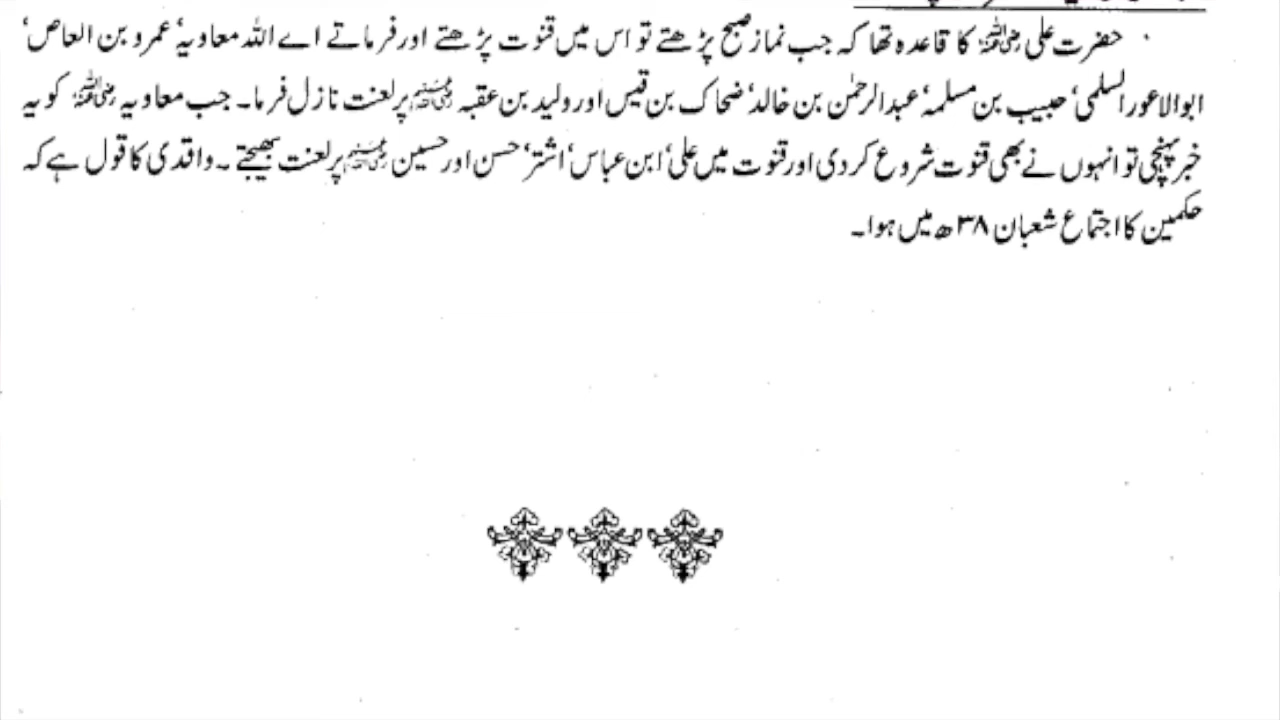 حضرت علی رضی اللہ عنہ کا قاعدہ تھا کہ جب نماز صبح پڑھتے تو اس میں قنوت پڑھتے اور فرماتے اے اللہ معاویہ‘ عمرو بن العاص‘
ابوالاعور السلمی‘ حبیب بن مسلمہ‘ عبدالرحمٰن بن خالد‘ ضحاک بن قیس اور ولید بن عقبہ رضی اللہ عنہم پر لعنت نازل فرما۔ جب معاویہ رضی اللہ عنہ کو یہ
خبر پہنچی تو انہوں نے بھی قنوت شروع کر دی اور قنوت میں علی‘ ابن عباس‘ اشتر‘ حسن اور حسین رضی اللہ عنہم پر لعنت بھیجتے۔ واقدی کا قول ہے کہ
حکمین کا اجتماع شعبان ۳۸ھ میں ہوا۔